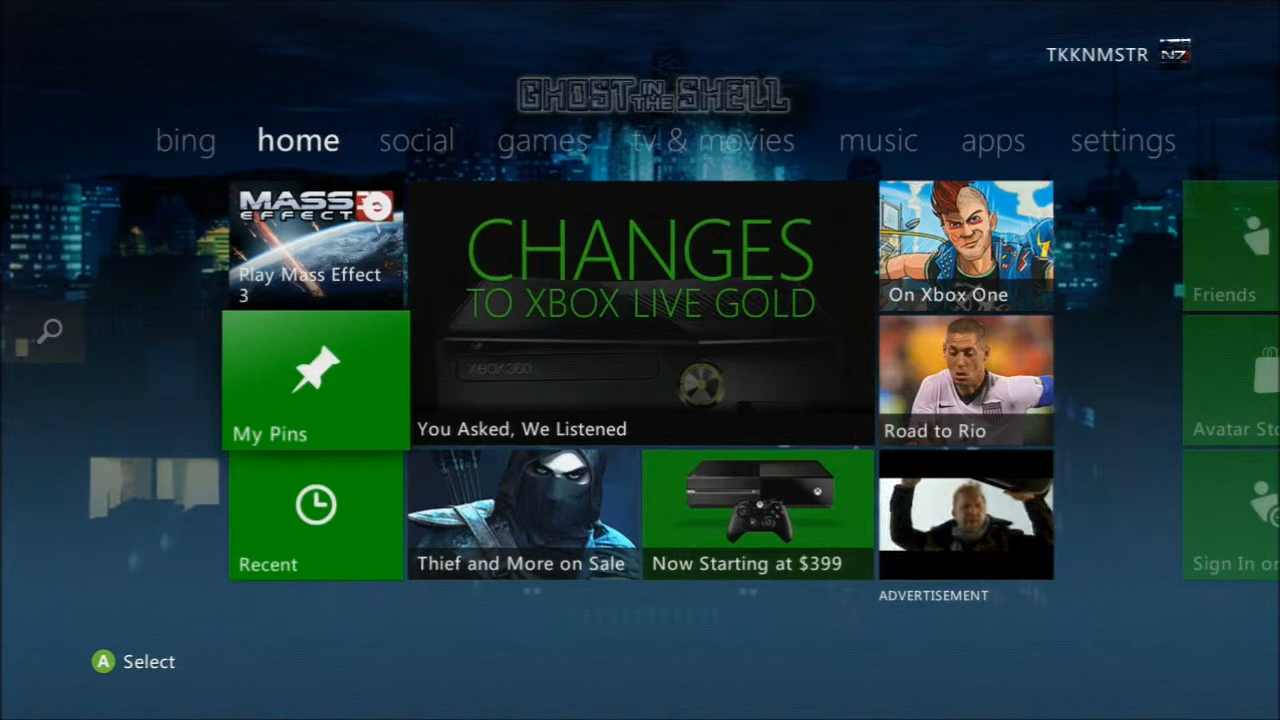 TKKNMSTR N7
GHOST IN THE SHELL
bing home social games tv & movies music apps settings
MASS
EFFECT 3
Play Mass Effect
3
CHANGES
TO XBOX LIVE GOLD
XBOX360
You Asked, We Listened
On Xbox One
Friends
My Pins
Road to Rio
Avatar Sto
Recent
Thief and More on Sale
Now Starting at $399
Sign In or
ADVERTISEMENT
A Select